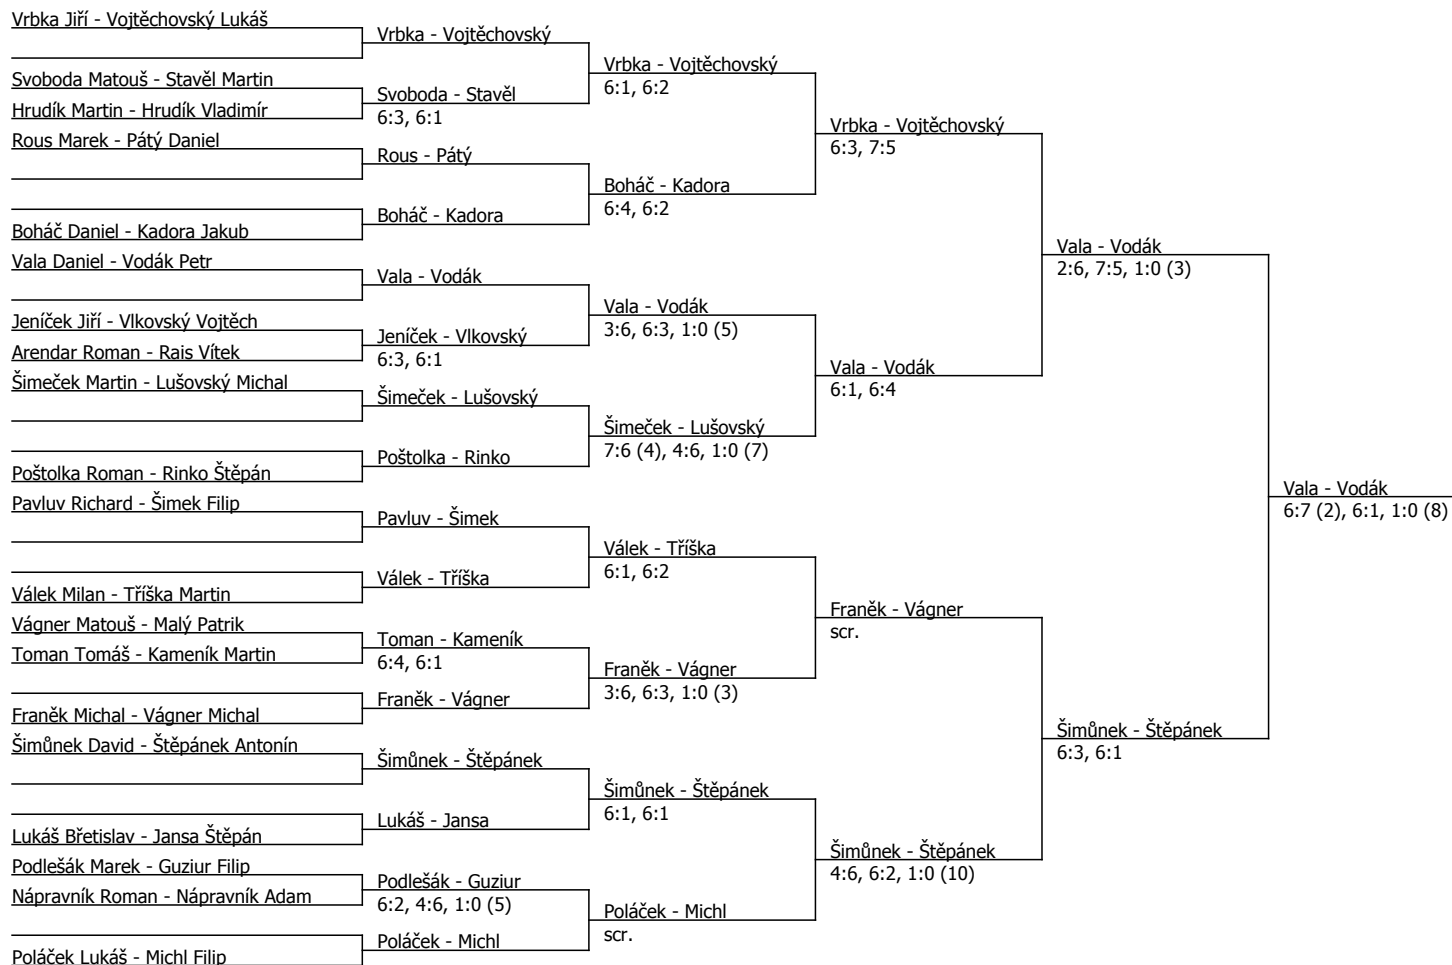 Vrbka Jiří - Vojtěchovský Lukáš
Svoboda Matouš - Stavěl Martin
Hrudík Martin - Hrudík Vladimír
Rous Marek - Pátý Daniel
Boháč Daniel - Kadora Jakub
Vala Daniel - Vodák Petr
Jeníček Jiří - Vlkovský Vojtěch
Arendar Roman - Rais Vítek
Šimeček Martin - Lušovský Michal
Poštolka Roman - Rinko Štěpán
Pavluv Richard - Šimek Filip
Válek Milan - Tříška Martin
Vágner Matouš - Malý Patrik
Toman Tomáš - Kameník Martin
Franěk Michal - Vágner Michal
Šimůnek David - Štěpánek Antonín
Lukáš Břetislav - Jansa Štěpán
Podlešák Marek - Guziur Filip
Nápravník Roman - Nápravník Adam
Poláček Lukáš - Michl Filip
Vrbka - Vojtěchovský
Svoboda - Stavěl
6:3, 6:1
Rous - Pátý
Boháč - Kadora
Vala - Vodák
Jeníček - Vlkovský
6:3, 6:1
Šimeček - Lušovský
Poštolka - Rinko
Pavluv - Šimek
Válek - Tříška
Toman - Kameník
6:4, 6:1
Franěk - Vágner
Šimůnek - Štěpánek
Lukáš - Jansa
Podlešák - Guziur
6:2, 4:6, 1:0 (5)
Poláček - Michl
Vrbka - Vojtěchovský
6:1, 6:2
Boháč - Kadora
6:4, 6:2
Vala - Vodák
3:6, 6:3, 1:0 (5)
Šimeček - Lušovský
7:6 (4), 4:6, 1:0 (7)
Válek - Tříška
6:1, 6:2
Franěk - Vágner
3:6, 6:3, 1:0 (3)
Šimůnek - Štěpánek
6:1, 6:1
Poláček - Michl
scr.
Vrbka - Vojtěchovský
6:3, 7:5
Vala - Vodák
6:1, 6:4
Franěk - Vágner
scr.
Šimůnek - Štěpánek
4:6, 6:2, 1:0 (10)
Vala - Vodák
2:6, 7:5, 1:0 (3)
Šimůnek - Štěpánek
6:3, 6:1
Vala - Vodák
6:7 (2), 6:1, 1:0 (8)